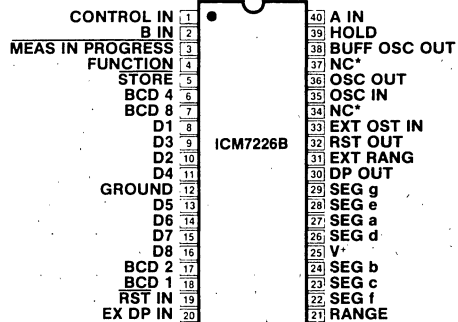 CONTROL IN 1
B IN 2
MEAS IN PROGRESS 3
FUNCTION 4
STORE 5
BCD 4 6
BCD 8 7
D1 8
D3 9
D2 10
D4 11
GROUND 12
D5 13
D6 14
D7 15
D8 16
BCD 2 17
BCD 1 18
RST IN 19
EX DP IN 20
ICM7226B
40 A IN
39 HOLD
38 BUFF OSC OUT
37 NC*
36 OSC OUT
35 OSC IN
34 NC*
33 EXT OST IN
32 RST OUT
31 EXT RANG
30 DP OUT
29 SEG g
28 SEG e
27 SEG a
26 SEG d
25 V+
24 SEG b
23 SEG c
22 SEG f
21 RANGE